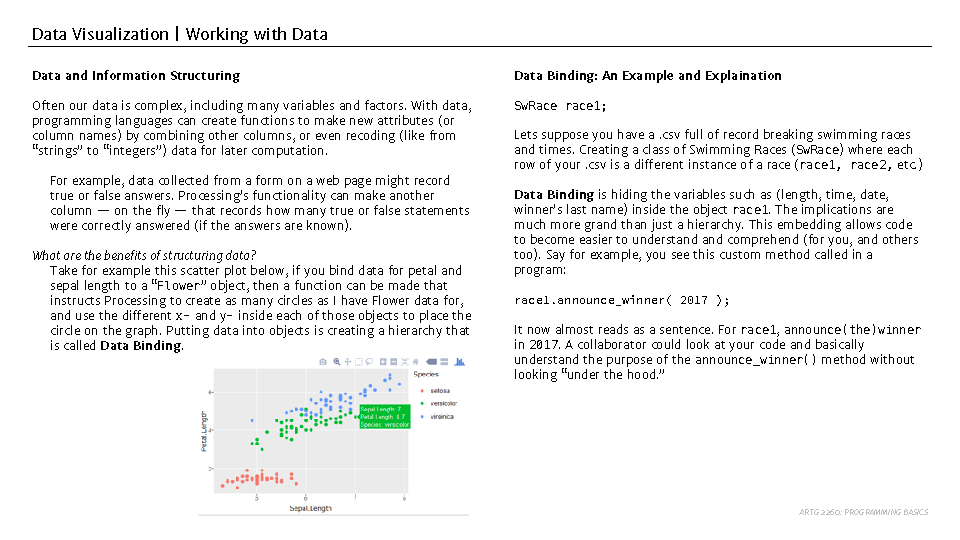 Data Visualization | Working with Data
Data and Information Structuring
Often our data is complex, including many variables and factors. With data,
programming languages can create functions to make new attributes (or
column names) by combining other columns, or even recoding (like from
“strings” to “integers”) data for later computation.
For example, data collected from a form on a web page might record
true or false answers. Processing’s functionality can make another
column — on the fly — that records how many true or false statements
were correctly answered (if the answers are known).
What are the benefits of structuring data?
Take for example this scatter plot below, if you bind data for petal and
sepal length to a “Flower” object, then a function can be made that
instructs Processing to create as many circles as I have Flower data for,
and use the different x- and y- inside each of those objects to place the
circle on the graph. Putting data into objects is creating a hierarchy that
is called Data Binding.
Species
setosa
versicolor
virginica
Sepal.Length: 7
Petal.Length: 4.7
Species: versicolor
Petal.Length
6
4
2
5
6
7
8
Sepal.Length
Data Binding: An Example and Explaination
SwRace race1;
Lets suppose you have a .csv full of record breaking swimming races
and times. Creating a class of Swimming Races (SwRace) where each
row of your .csv is a different instance of a race (race1, race2, etc.)
Data Binding is hiding the variables such as (length, time, date,
winner’s last name) inside the object race1. The implications are
much more grand than just a hierarchy. This embedding allows code
to become easier to understand and comprehend (for you, and others
too). Say for example, you see this custom method called in a
program:
race1.announce_winner( 2017 );
It now almost reads as a sentence. For race1, announce(the)winner
in 2017. A collaborator could look at your code and basically
understand the purpose of the announce_winner() method without
looking “under the hood.”
ARTG 2260: PROGRAMMING BASICS